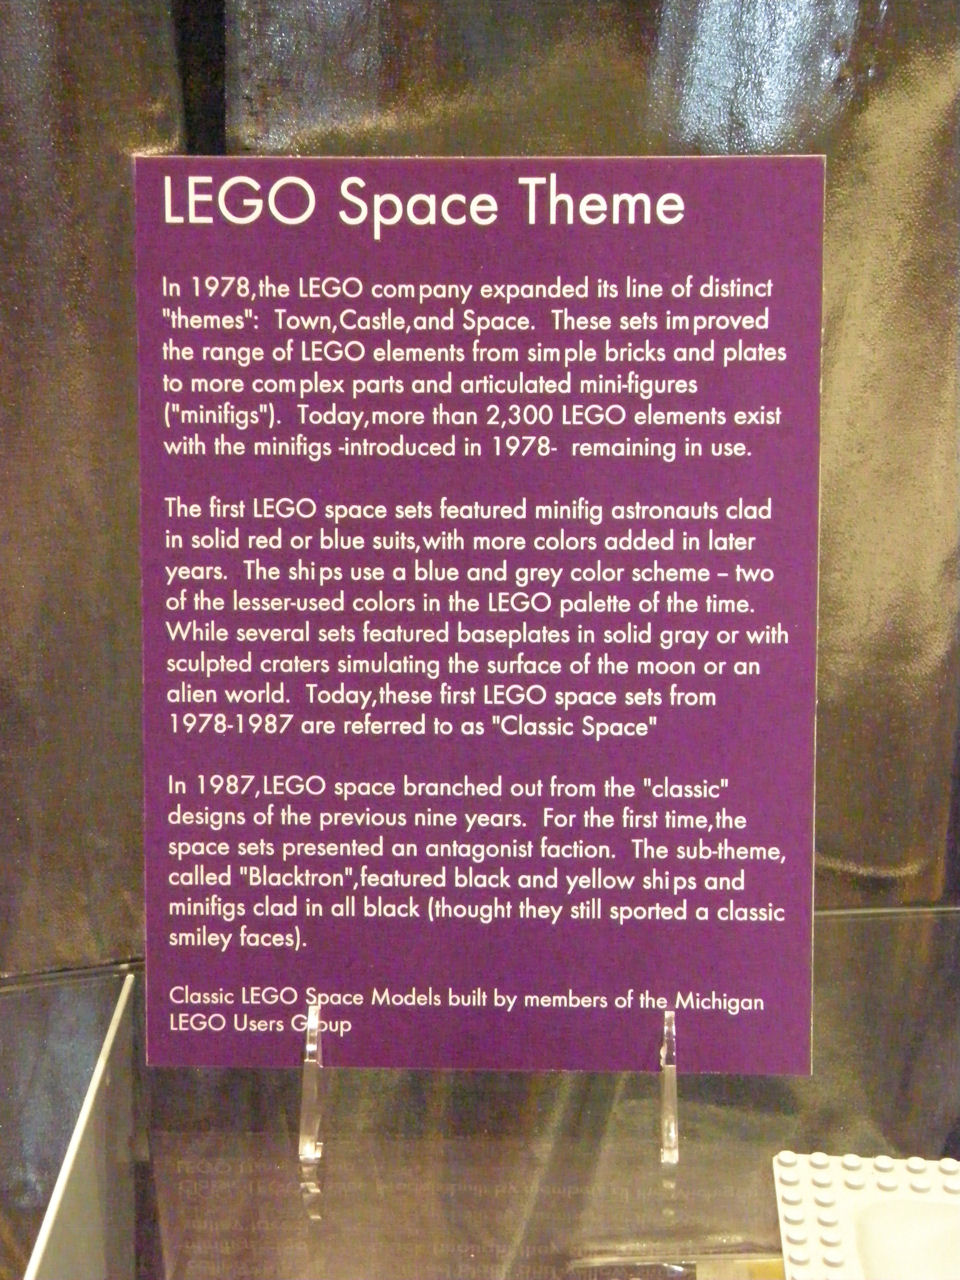 LEGO Space Theme
In 1978,the LEGO company expanded its line of distinct
"themes":  Town,Castle,and Space.  These sets improved
the range of LEGO elements from simple bricks and plates
to more complex parts and articulated mini-figures
("minifigs").  Today,more than 2,300 LEGO elements exist
with the minifigs -introduced in 1978-  remaining in use.
The first LEGO space sets featured minifig astronauts clad
in solid red or blue suits,with more colors added in later
years.  The ships use a blue and grey color scheme – two
of the lesser-used colors in the LEGO palette of the time.
While several sets featured baseplates in solid gray or with
sculpted craters simulating the surface of the moon or an
alien world.  Today,these first LEGO space sets from
1978-1987 are referred to as "Classic Space"
In 1987,LEGO space branched out from the "classic"
designs of the previous nine years.  For the first time,the
space sets presented an antagonist faction.  The sub-theme,
called "Blacktron",featured black and yellow ships and
minifigs clad in all black (thought they still sported a classic
smiley faces).
Classic LEGO Space Models built by members of the Michigan
LEGO Users Group